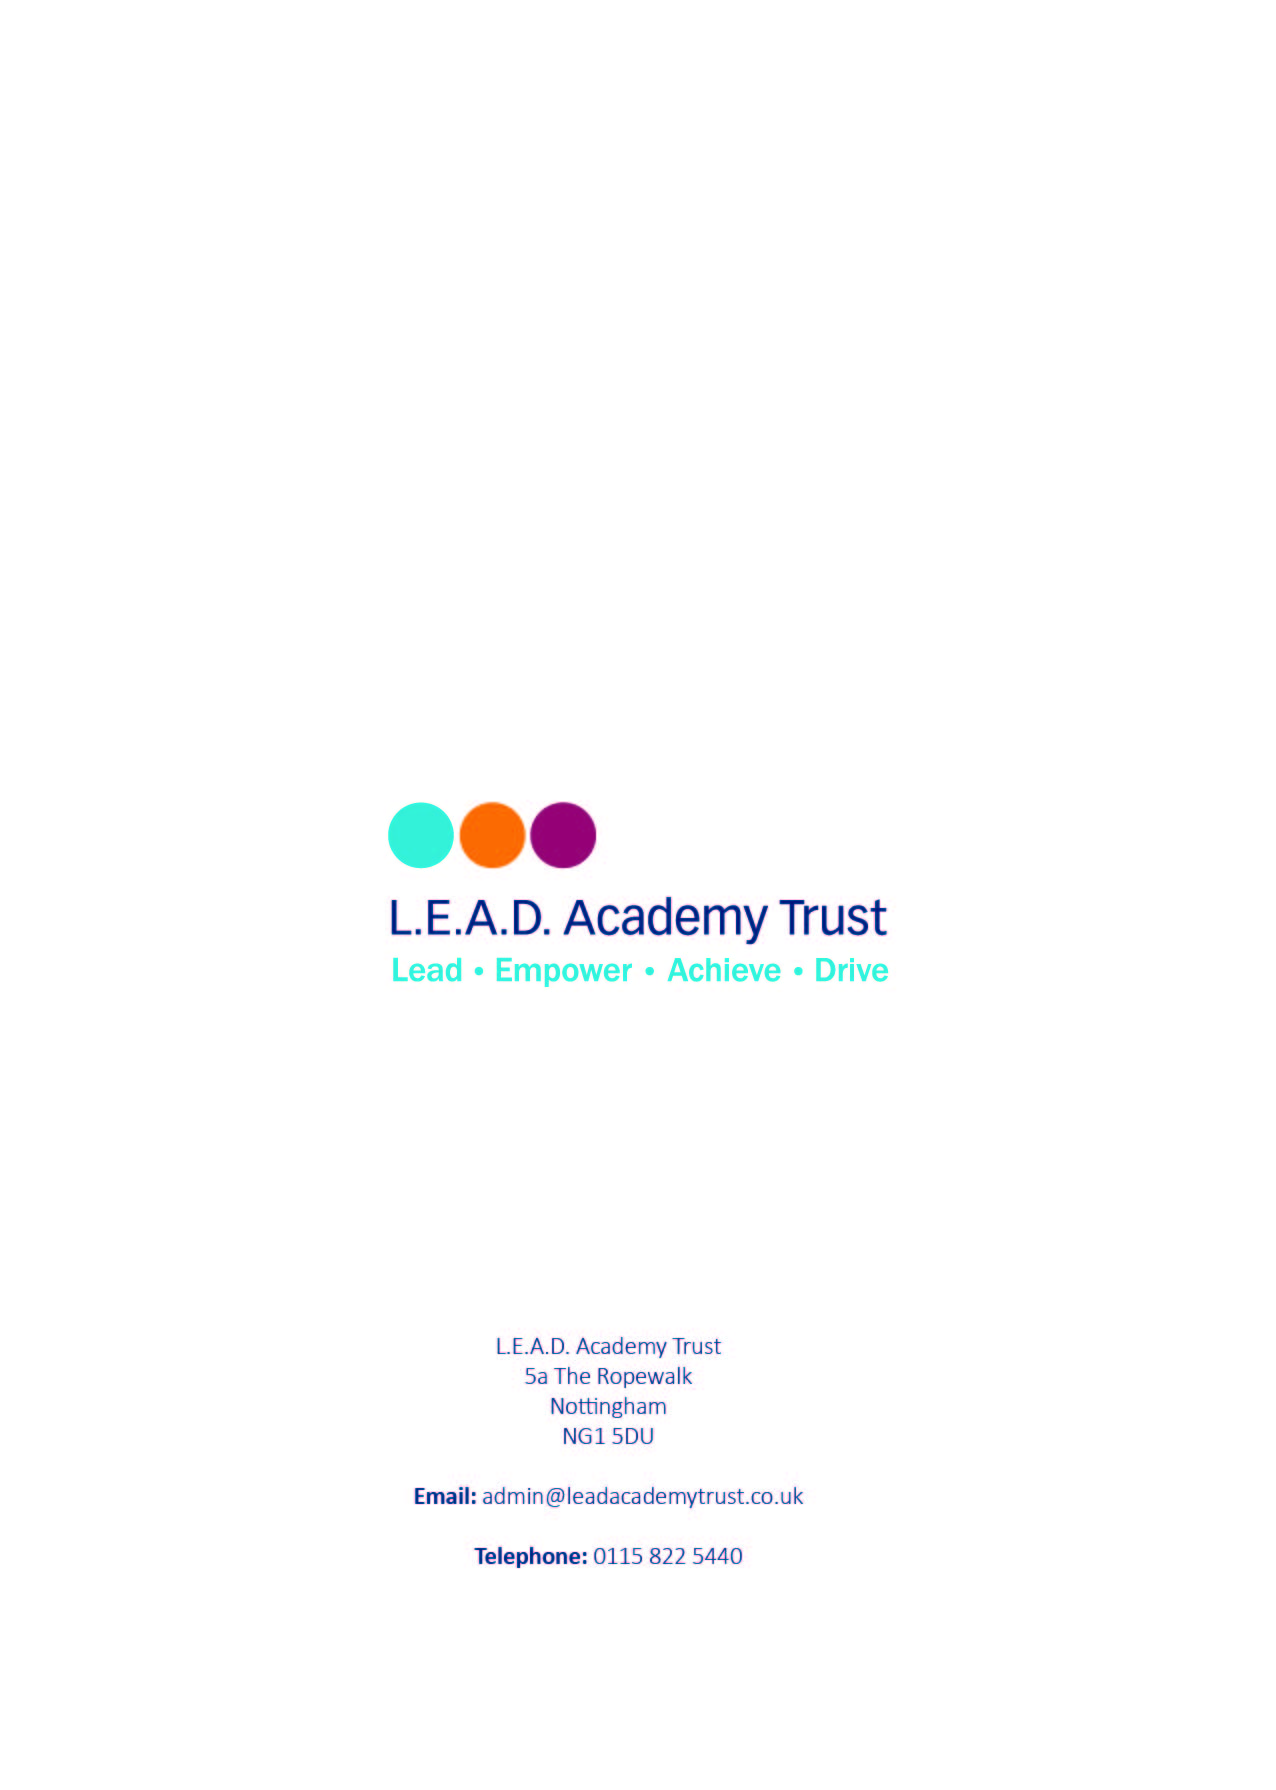 L.E.A.D. Academy Trust
Lead • Empower • Achieve • Drive
L.E.A.D. Academy Trust
5a The Ropewalk
Nottingham
NG1 5DU
Email: admin@leadacademytrust.co.uk
Telephone: 0115 822 5440